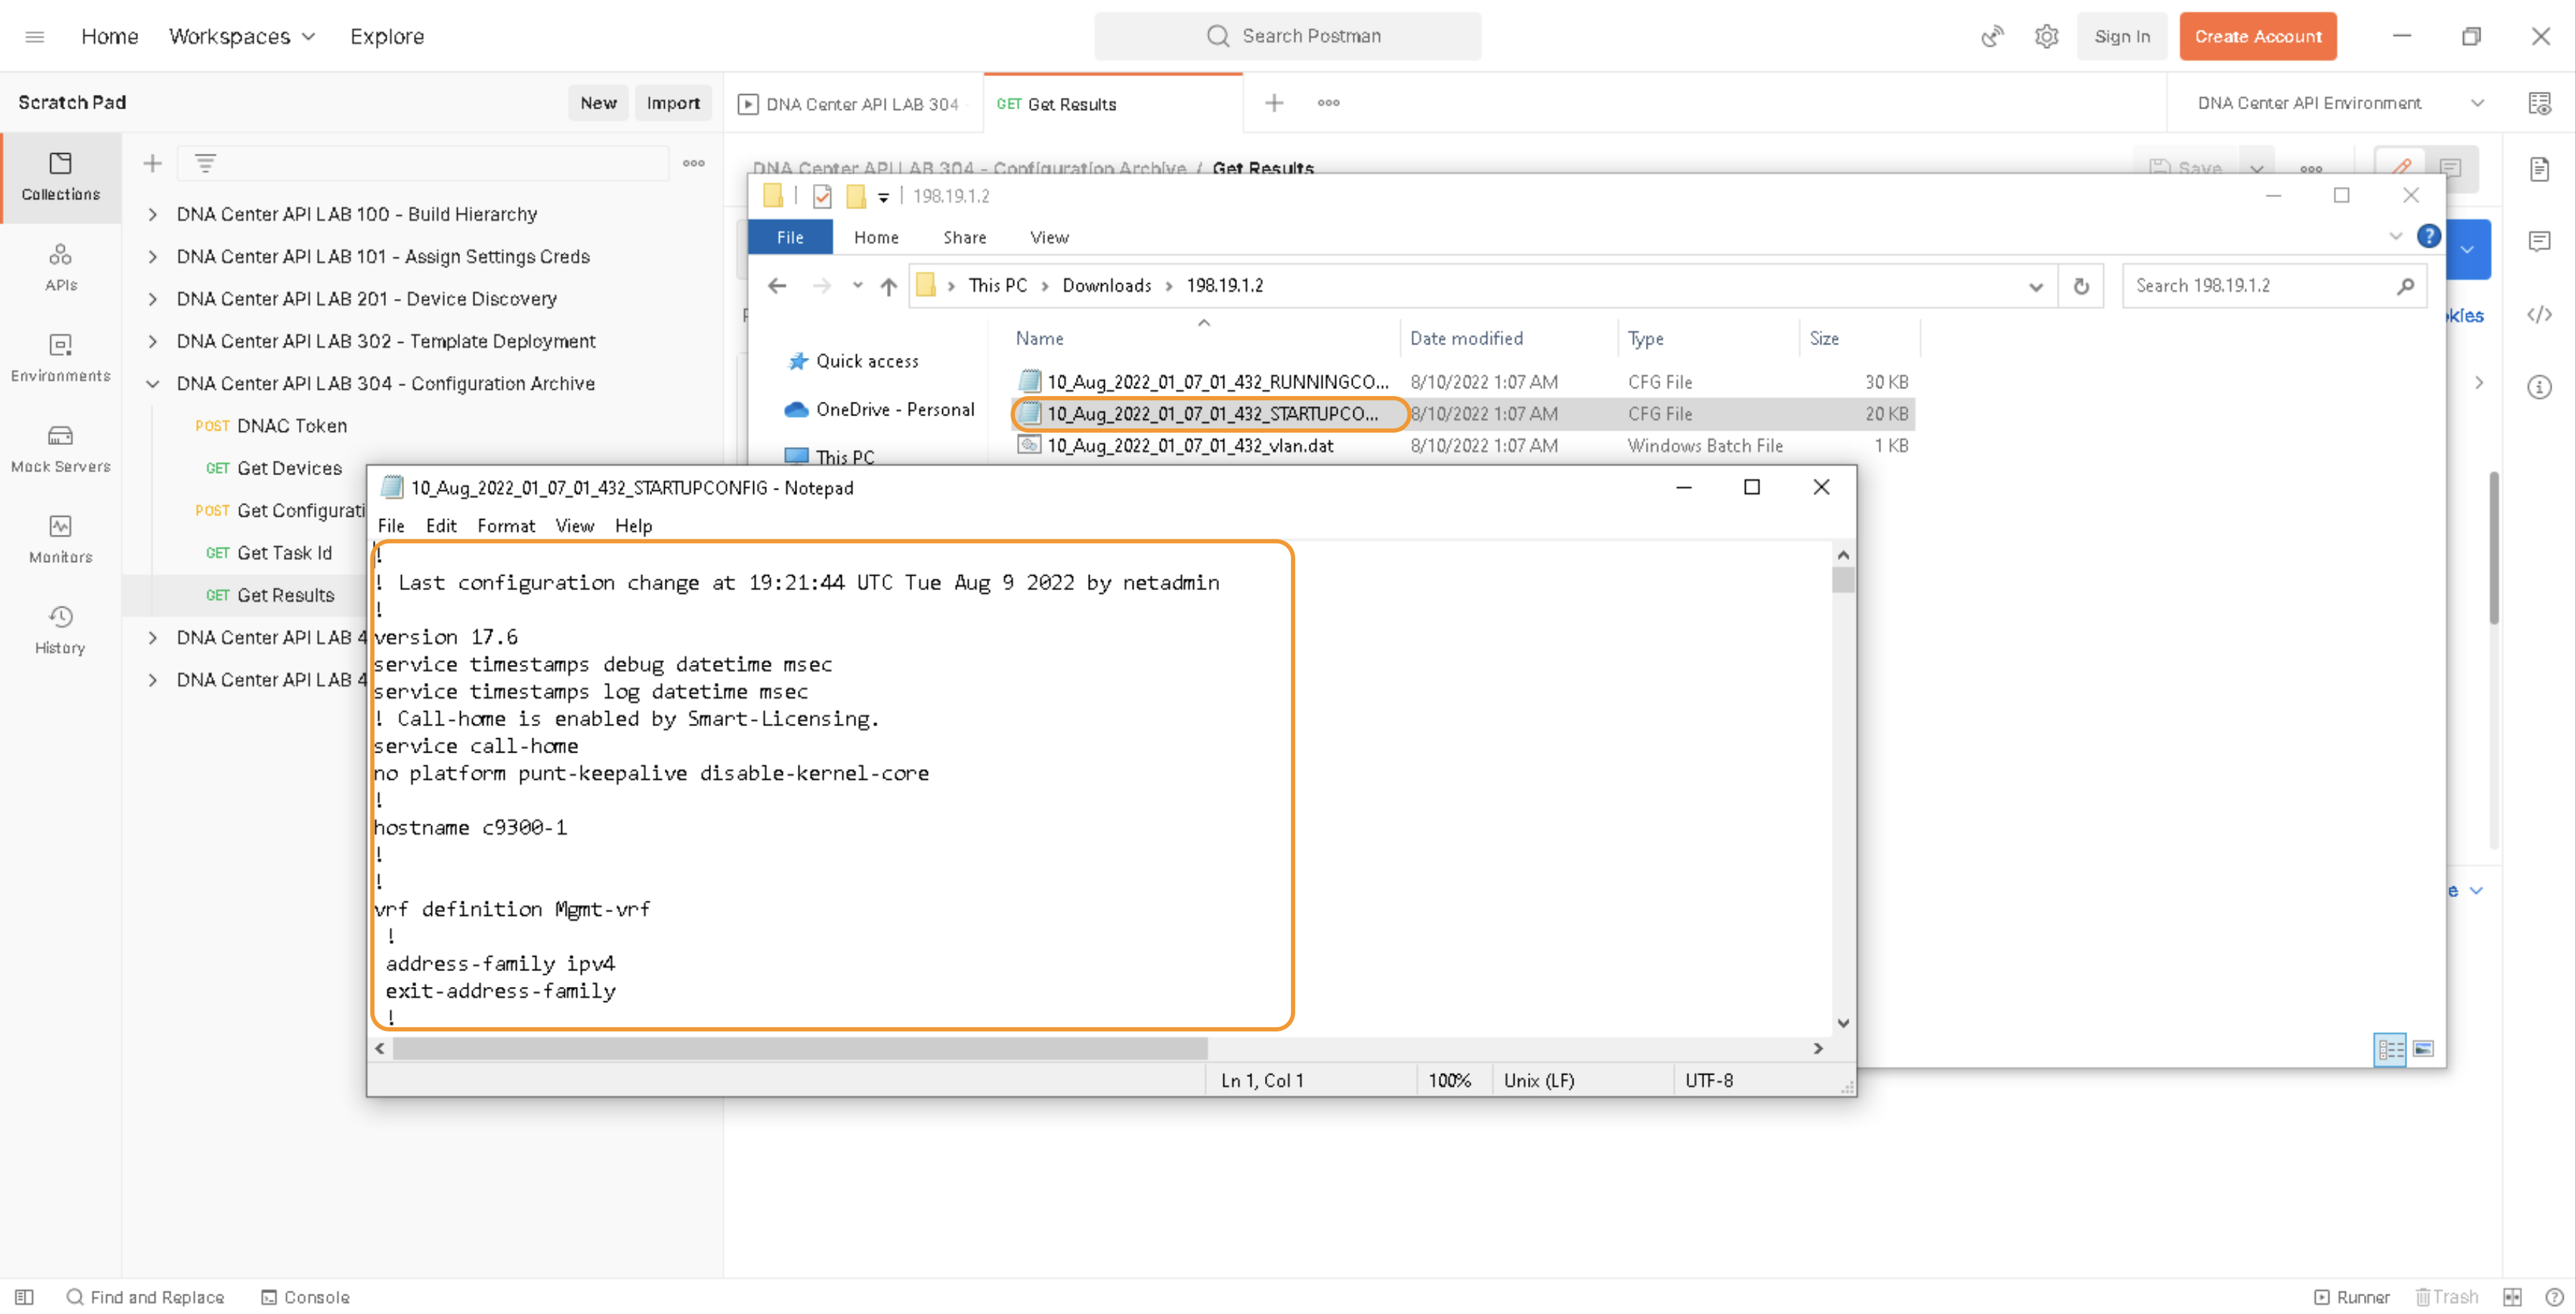 Home Workspaces Explore Search Postman Sign In Create Account
Scratch Pad New Import DNA Center API LAB 304 GET Get Results DNA Center API Environment
DNA Center API LAB 304 - Configuration Archive / Get Results Save
Collections
APIs
Environments
Mock Servers
Monitors
History
DNA Center API LAB 100 - Build Hierarchy
DNA Center API LAB 101 - Assign Settings Creds
DNA Center API LAB 201 - Device Discovery
DNA Center API LAB 302 - Template Deployment
DNA Center API LAB 304 - Configuration Archive
POST DNAC Token
GET Get Devices
POST Get Configurati
GET Get Task Id
GET Get Results
DNA Center API LAB 4
DNA Center API LAB 4
198.19.1.2
File Home Share View
This PC > Downloads > 198.19.1.2 Search 198.19.1.2
kies
Name Date modified Type Size
Quick access
OneDrive - Personal
This PC
10_Aug_2022_01_07_01_432_RUNNINGCO... 8/10/2022 1:07 AM CFG File 30 KB
10_Aug_2022_01_07_01_432_STARTUPCO... 8/10/2022 1:07 AM CFG File 20 KB
10_Aug_2022_01_07_01_432_vlan.dat 8/10/2022 1:07 AM Windows Batch File 1 KB
10_Aug_2022_01_07_01_432_STARTUPCONFIG - Notepad
File Edit Format View Help
!
! Last configuration change at 19:21:44 UTC Tue Aug 9 2022 by netadmin
!
version 17.6
service timestamps debug datetime msec
service timestamps log datetime msec
! Call-home is enabled by Smart-Licensing.
service call-home
no platform punt-keepalive disable-kernel-core
!
hostname c9300-1
!
!
vrf definition Mgmt-vrf
!
address-family ipv4
exit-address-family
!
e
Ln 1, Col 1 100% Unix (LF) UTF-8
Find and Replace Console Runner Trash